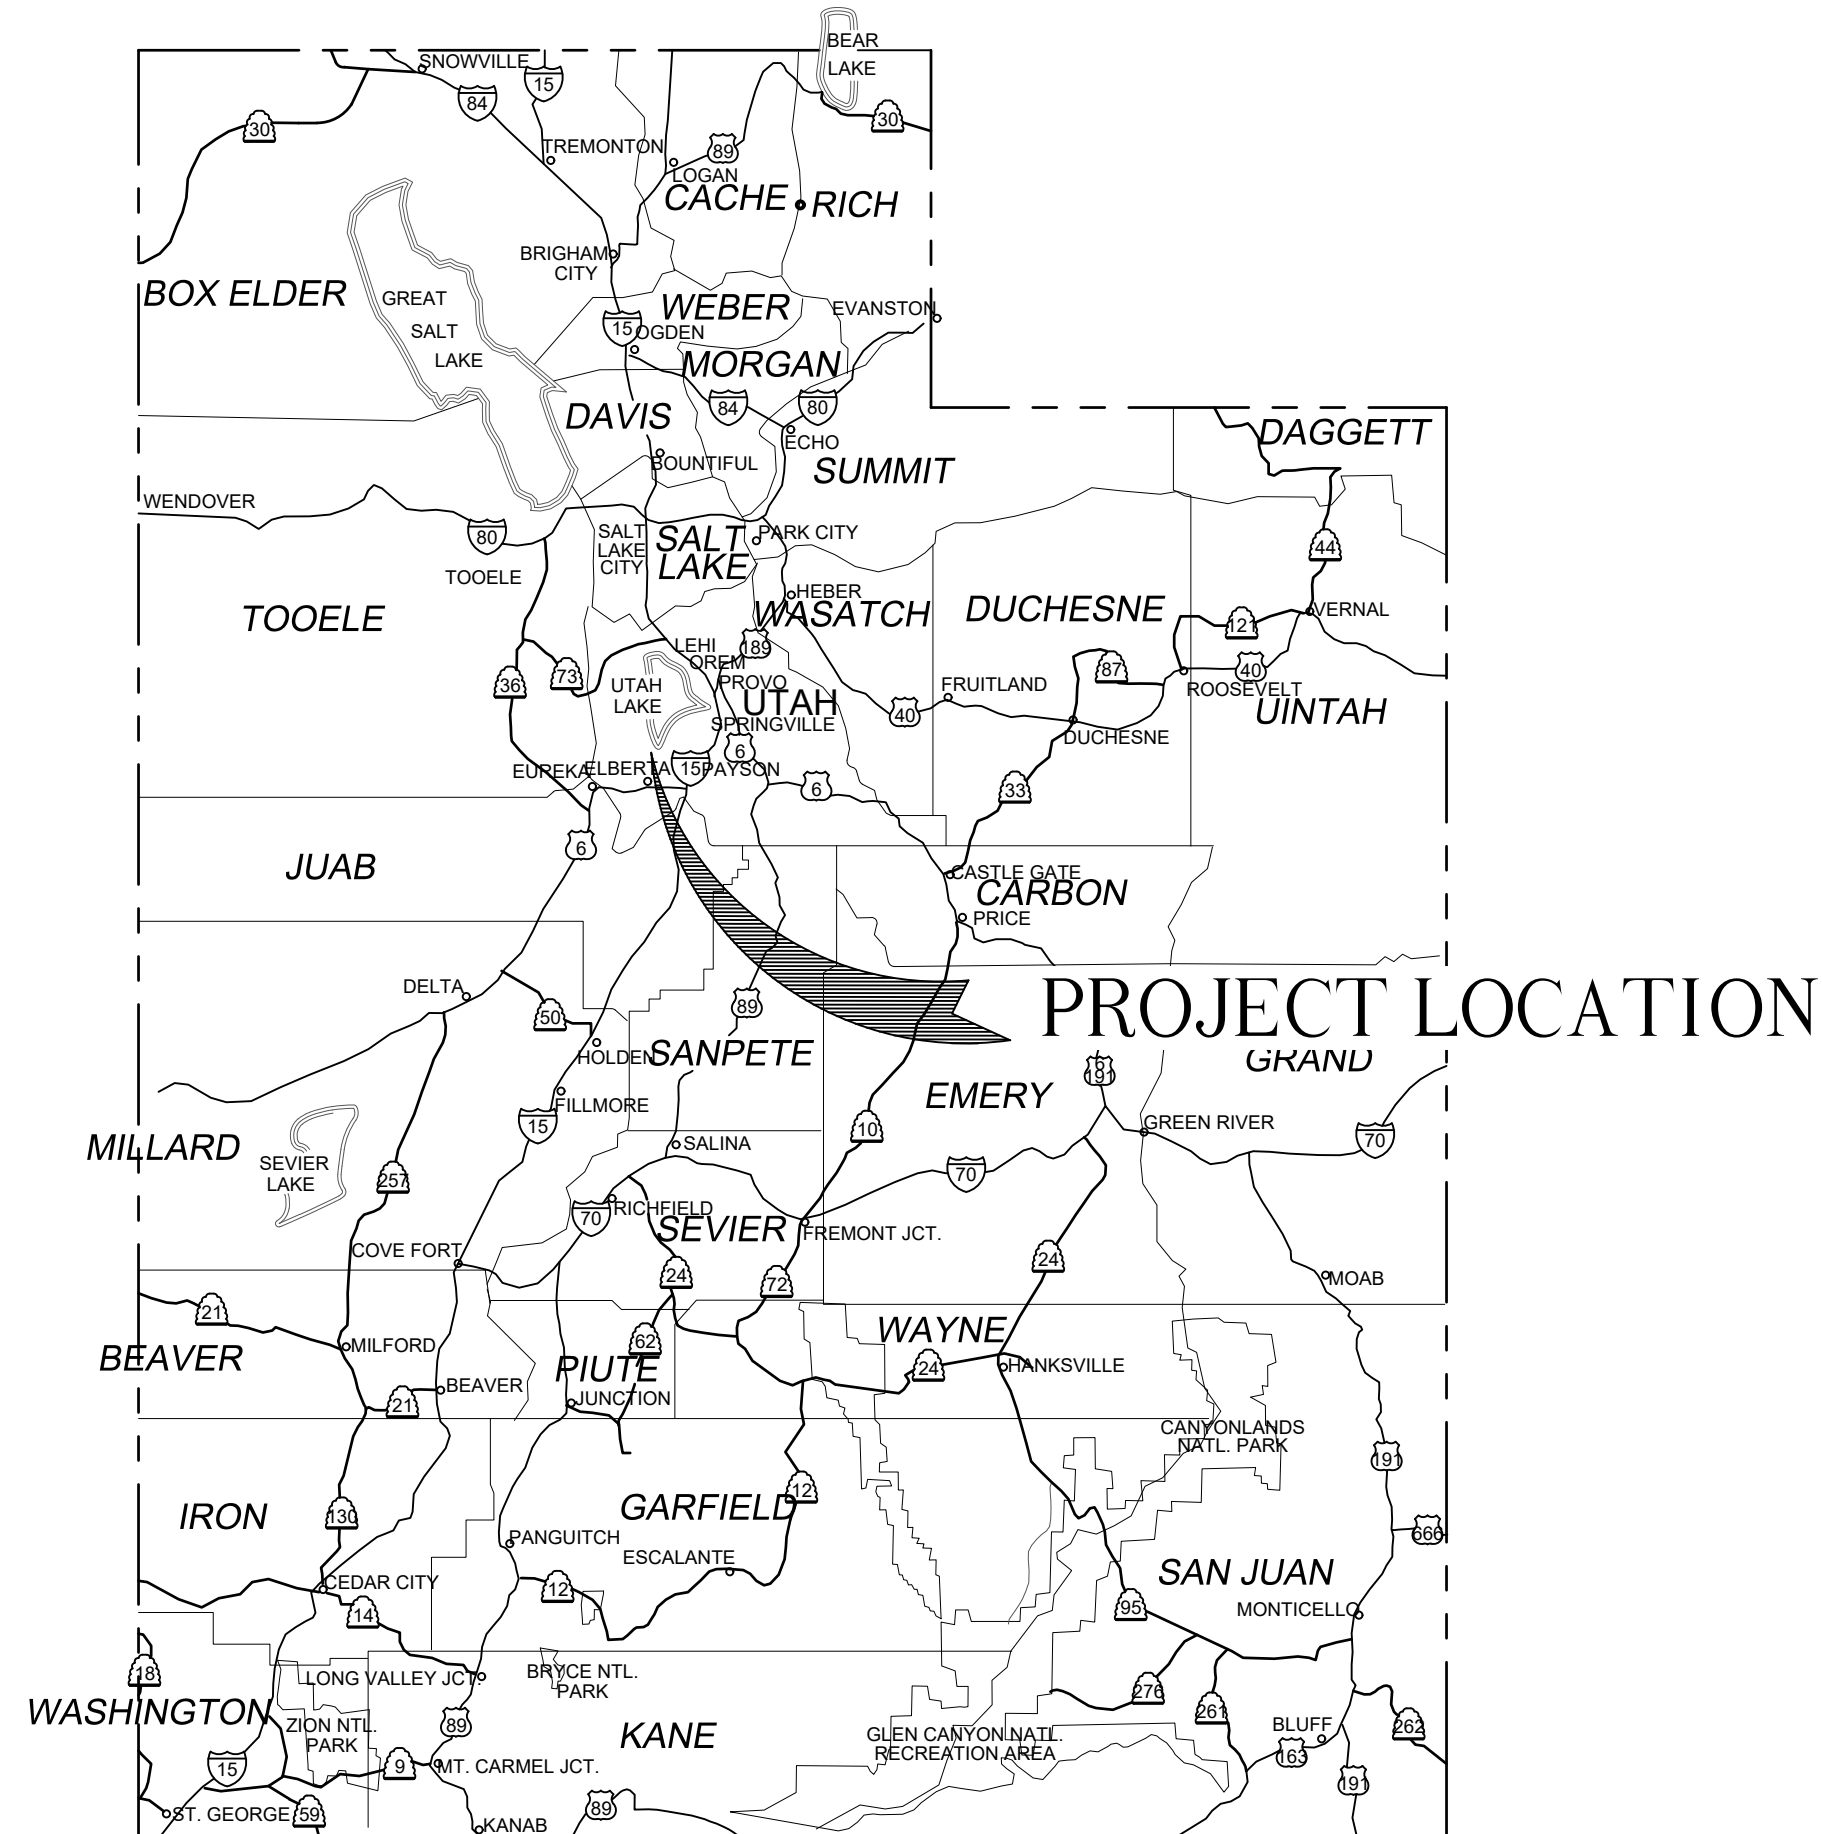 BEAR
LAKE
SNOWVILLE
15
84
30
30
TREMONTON
89
LOGAN
CACHE
RICH
BRIGHAM
CITY
BOX ELDER
GREAT
SALT
LAKE
WEBER
EVANSTON
15
OGDEN
MORGAN
84
80
DAVIS
ECHO
DAGGETT
BOUNTIFUL
SUMMIT
WENDOVER
80
SALT
LAKE
CITY
SALT
LAKE
PARK CITY
44
TOOELE
HEBER
TOOELE
WASATCH
DUCHESNE
121
VERNAL
LEHI
189
OREM
36
73
UTAH
LAKE
PROVO
UTAH
FRUITLAND
87
40
ROOSEVELT
UINTAH
40
SPRINGVILLE
DUCHESNE
6
EUREKA
ELBERTA
15
PAYSON
6
33
6
JUAB
CASTLE GATE
CARBON
PRICE
DELTA
89
50
PROJECT LOCATION
HOLDEN
SANPETE
GRAND
6
191
EMERY
FILLMORE
15
10
GREEN RIVER
70
MILLARD
SEVIER
LAKE
SALINA
257
70
70
RICHFIELD
SEVIER
FREMONT JCT.
COVE FORT
24
72
24
MOAB
21
BEAVER
MILFORD
62
WAYNE
PIUTE
24
HANKSVILLE
BEAVER
21
JUNCTION
CANYONLANDS
NATL. PARK
191
IRON
130
GARFIELD
12
666
PANGUITCH
ESCALANTE
CEDAR CITY
12
SAN JUAN
14
95
MONTICELLO
18
LONG VALLEY JCT.
BRYCE NTL.
PARK
276
WASHINGTON
ZION NTL.
PARK
89
KANE
GLEN CANYON NATL.
RECREATION AREA
261
BLUFF
262
163
15
9
MT. CARMEL JCT.
191
ST. GEORGE
59
89
KANAB